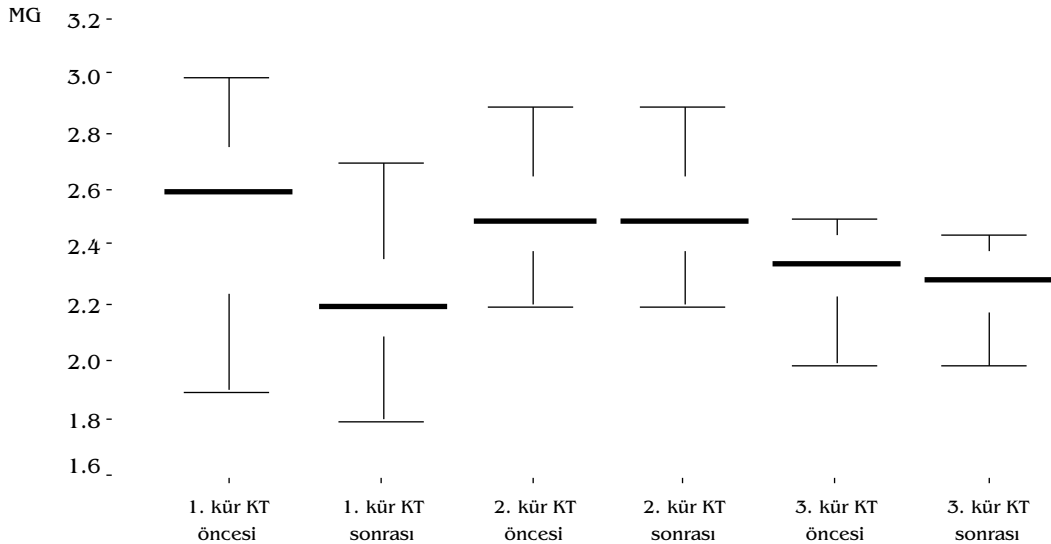 MG
3.2
3.0
2.8
2.6
2.4
2.2
2.0
1.8
1.6
1. kür KT öncesi
1. kür KT sonrası
2. kür KT öncesi
2. kür KT sonrası
3. kür KT öncesi
3. kür KT sonrası